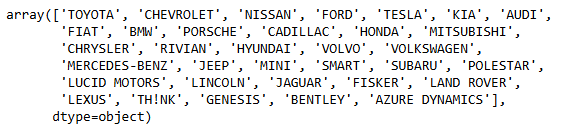 array(['TOYOTA', 'CHEVROLET', 'NISSAN', 'FORD', 'TESLA', 'KIA', 'AUDI',
'FIAT', 'BMW', 'PORSCHE', 'CADILLAC', 'HONDA', 'MITSUBISHI',
'CHRYSLER', 'RIVIAN', 'HYUNDAI', 'VOLVO', 'VOLKSWAGEN',
'MERCEDES-BENZ', 'JEEP', 'MINI', 'SMART', 'SUBARU', 'POLESTAR',
'LUCID MOTORS', 'LINCOLN', 'JAGUAR', 'FISKER', 'LAND ROVER',
'LEXUS', 'TH!NK', 'GENESIS', 'BENTLEY', 'AZURE DYNAMICS'],
dtype=object)